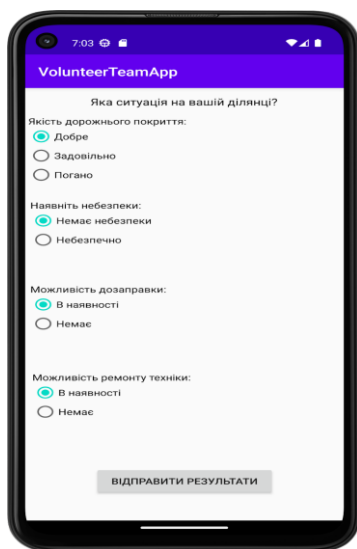 7:03
VolunteerTeamApp
Яка ситуація на вашій ділянці?
Якість дорожнього покриття:
Добре
Задовільно
Погано
Наявніть небезпеки:
Немає небезпеки
Небезпечно
Можливість дозаправки:
В наявності
Немає
Можливість ремонту техніки:
В наявності
Немає
ВІДПРАВИТИ РЕЗУЛЬТАТИ